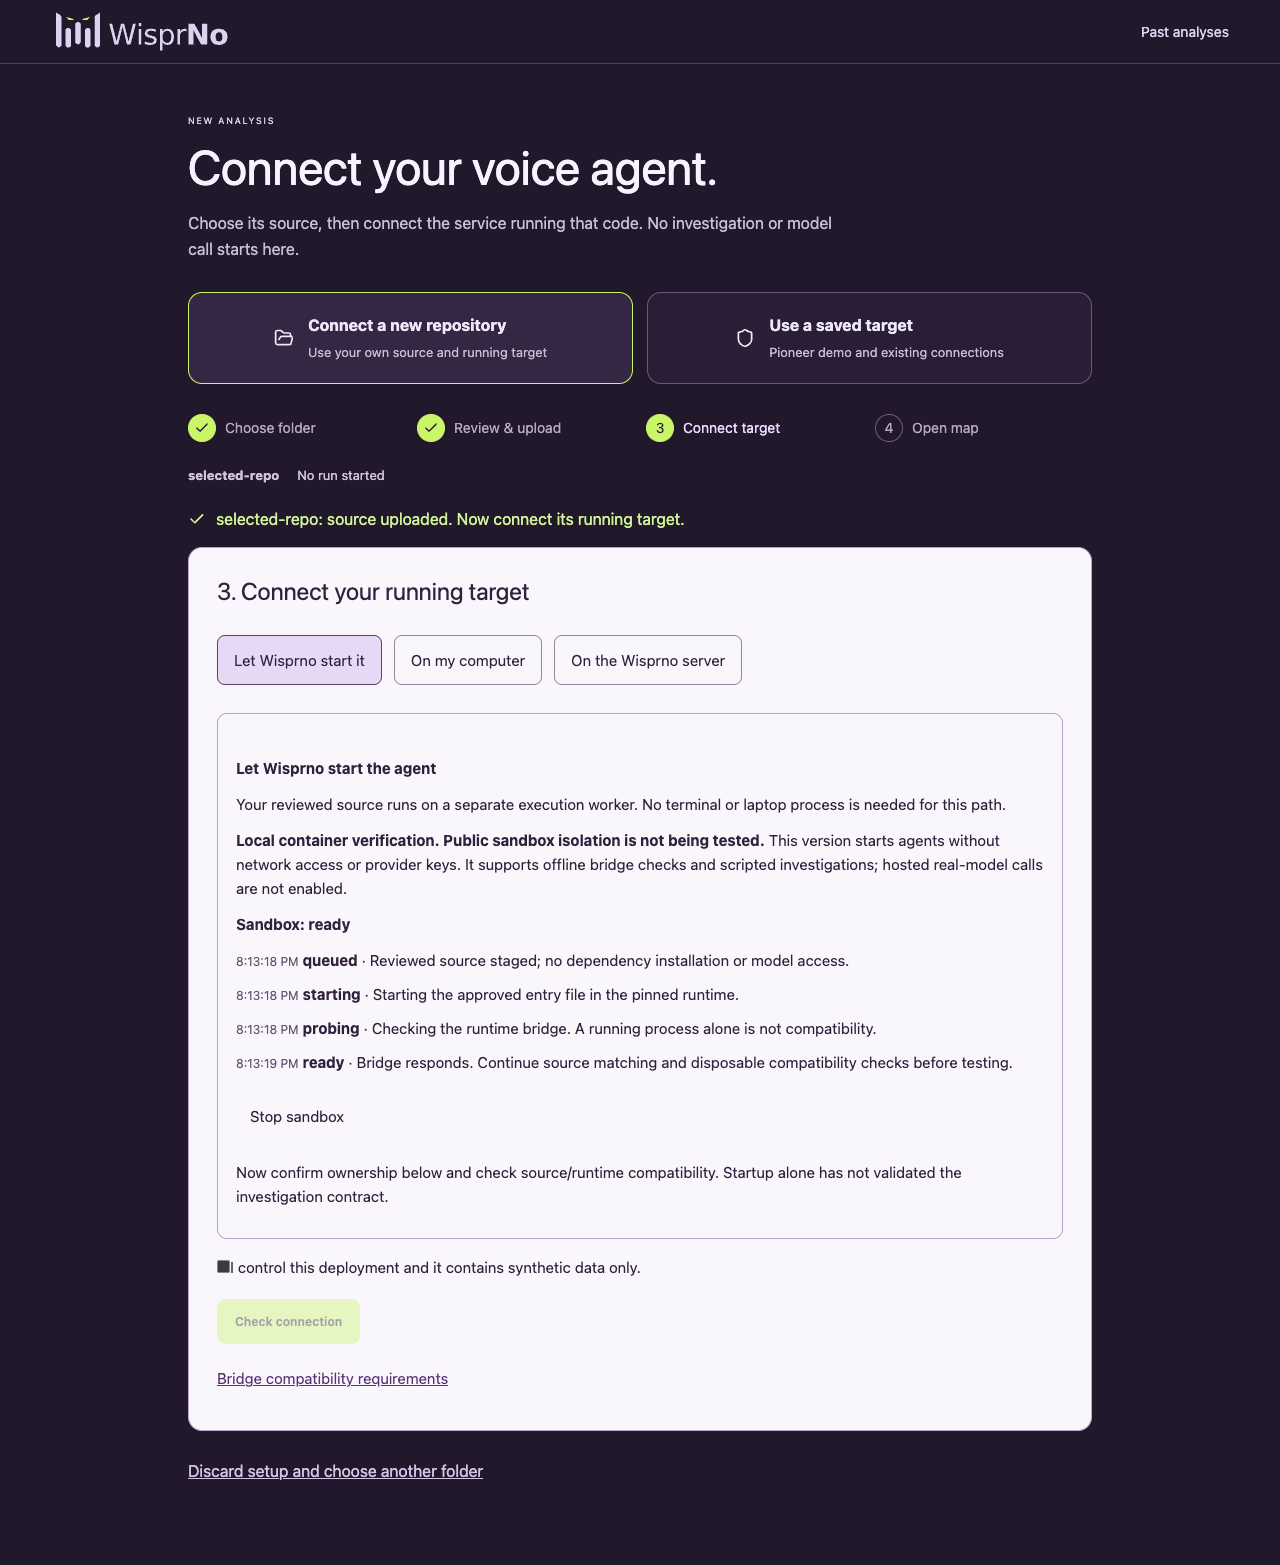 WisprNo
Past analyses
NEW ANALYSIS
Connect your voice agent.
Choose its source, then connect the service running that code. No investigation or model
call starts here.
Connect a new repository
Use your own source and running target
Use a saved target
Pioneer demo and existing connections
Choose folder
Review & upload
3 Connect target
4 Open map
selected-repo No run started
selected-repo: source uploaded. Now connect its running target.
3. Connect your running target
Let Wisprno start it
On my computer
On the Wisprno server
Let Wisprno start the agent
Your reviewed source runs on a separate execution worker. No terminal or laptop process is needed for this path.
Local container verification. Public sandbox isolation is not being tested. This version starts agents without
network access or provider keys. It supports offline bridge checks and scripted investigations; hosted real-model calls
are not enabled.
Sandbox: ready
8:13:18 PM queued · Reviewed source staged; no dependency installation or model access.
8:13:18 PM starting · Starting the approved entry file in the pinned runtime.
8:13:18 PM probing · Checking the runtime bridge. A running process alone is not compatibility.
8:13:19 PM ready · Bridge responds. Continue source matching and disposable compatibility checks before testing.
Stop sandbox
Now confirm ownership below and check source/runtime compatibility. Startup alone has not validated the
investigation contract.
I control this deployment and it contains synthetic data only.
Check connection
Bridge compatibility requirements
Discard setup and choose another folder